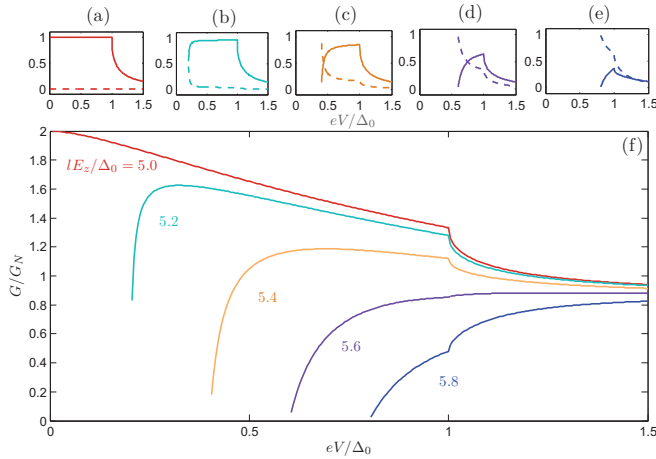 (a) (b) (c) (d) (e)
1 1 1 1 1
0.5 0.5 0.5 0.5 0.5
0 0 0 0 0
0 0.5 1 1.5 0 0.5 1 1.5 0 0.5 1 1.5 0 0.5 1 1.5 0 0.5 1 1.5
eV/Δ₀
2 (f)
lE_z/Δ₀ = 5.0
1.8
1.6
5.2
1.4
1.2
G/G_N
1
5.4
0.8
0.6
5.6
0.4
5.8
0.2
0
0 0.5 1 1.5
eV/Δ₀